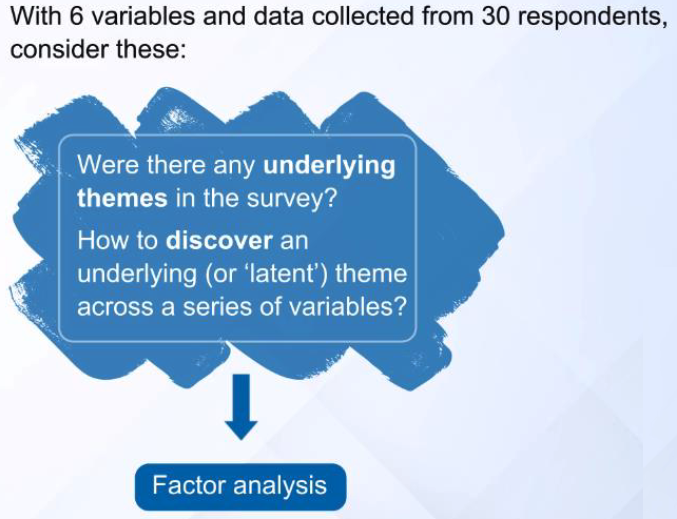 With 6 variables and data collected from 30 respondents,
consider these:
Were there any underlying
themes in the survey?
How to discover an
underlying (or ‘latent’) theme
across a series of variables?
Factor analysis